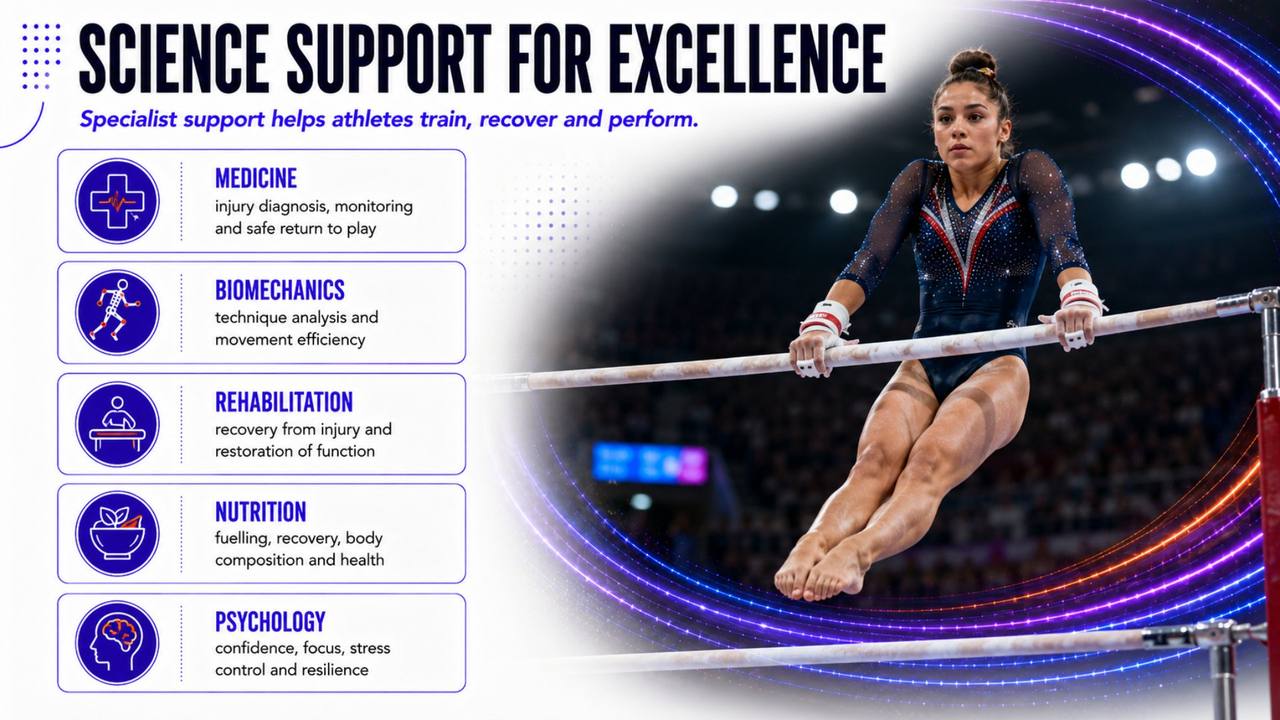 SCIENCE SUPPORT FOR EXCELLENCE
Specialist support helps athletes train, recover and perform.
MEDICINE
injury diagnosis, monitoring
and safe return to play
BIOMECHANICS
technique analysis and
movement efficiency
REHABILITATION
recovery from injury and
restoration of function
NUTRITION
fuelling, recovery, body
composition and health
PSYCHOLOGY
confidence, focus, stress
control and resilience